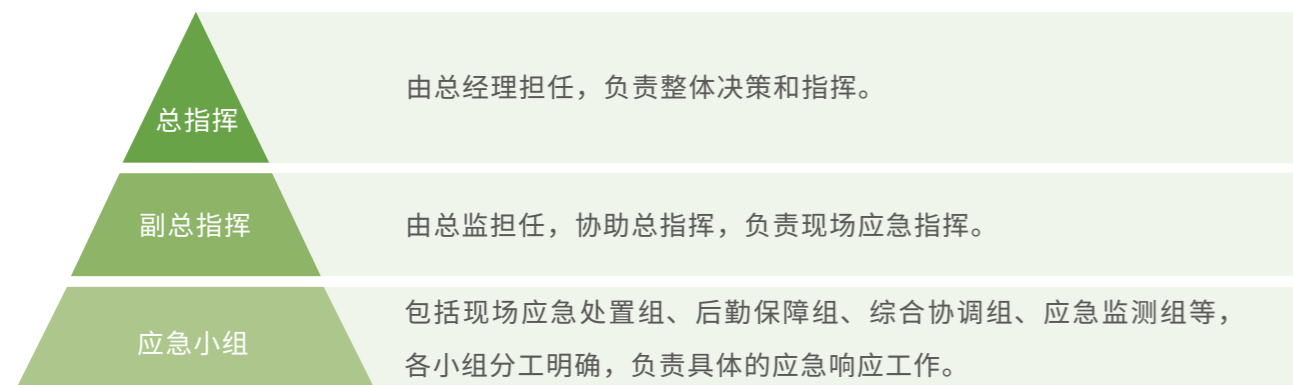 总指挥
由总经理担任，负责整体决策和指挥。
副总指挥
由总监担任，协助总指挥，负责现场应急指挥。
应急小组
包括现场应急处置组、后勤保障组、综合协调组、应急监测组等，
各小组分工明确，负责具体的应急响应工作。